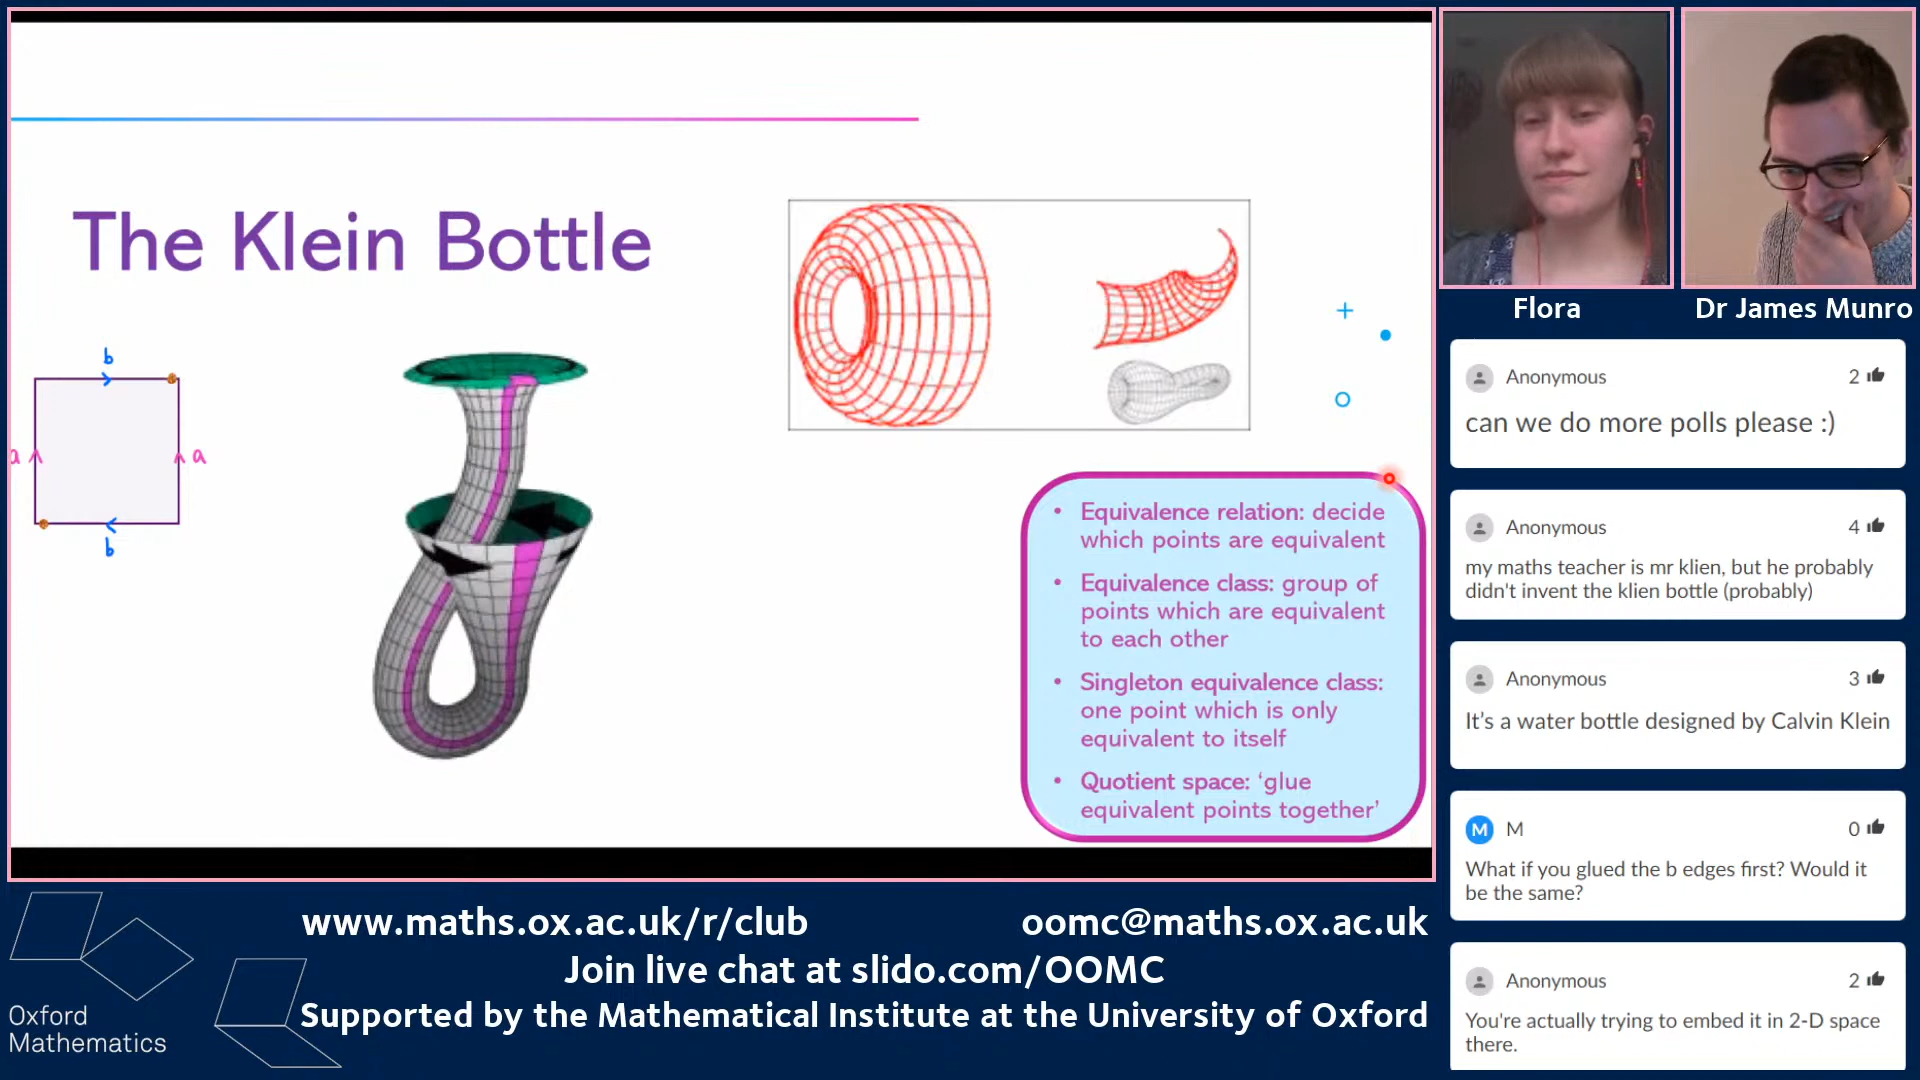 The Klein Bottle
b
a
a
b
• Equivalence relation: decide
which points are equivalent
• Equivalence class: group of
points which are equivalent
to each other
• Singleton equivalence class:
one point which is only
equivalent to itself
• Quotient space: ‘glue
equivalent points together’
Flora
Dr James Munro
Anonymous
2
can we do more polls please :)
Anonymous
4
my maths teacher is mr klien, but he probably
didn't invent the klien bottle (probably)
Anonymous
3
It’s a water bottle designed by Calvin Klein
M
M
0
What if you glued the b edges first? Would it
be the same?
Anonymous
2
You're actually trying to embed it in 2-D space
there.
www.maths.ox.ac.uk/r/club
oomc@maths.ox.ac.uk
Join live chat at slido.com/OOMC
Supported by the Mathematical Institute at the University of Oxford
Oxford
Mathematics